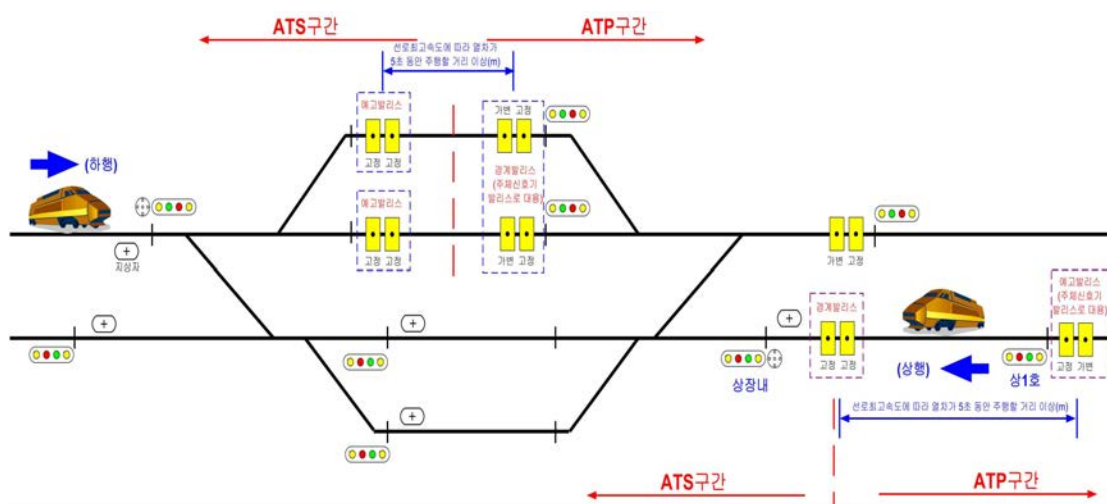 ATS구간
ATP구간
선로최고속도에 따라 열차가
5초 동안 주행할 거리 이상(m)
예고발리스
가변 고정
고정 고정
(하행)
경계발리스
(주체신호기
발리스로 대용)
예고발리스
지상자
고정 고정
가변 고정
가변 고정
예고발리스
(주체신호기
발리스로 대용)
경계발리스
고정 고정
고정 가변
상장내
(상행)
상1호
선로최고속도에 따라 열차가 5초 동안 주행할 거리 이상(m)
ATS구간
ATP구간